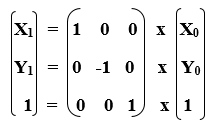 X₁ = 1 0 0 x X₀
Y₁ = 0 -1 0 x Y₀
1 = 0 0 1 x 1